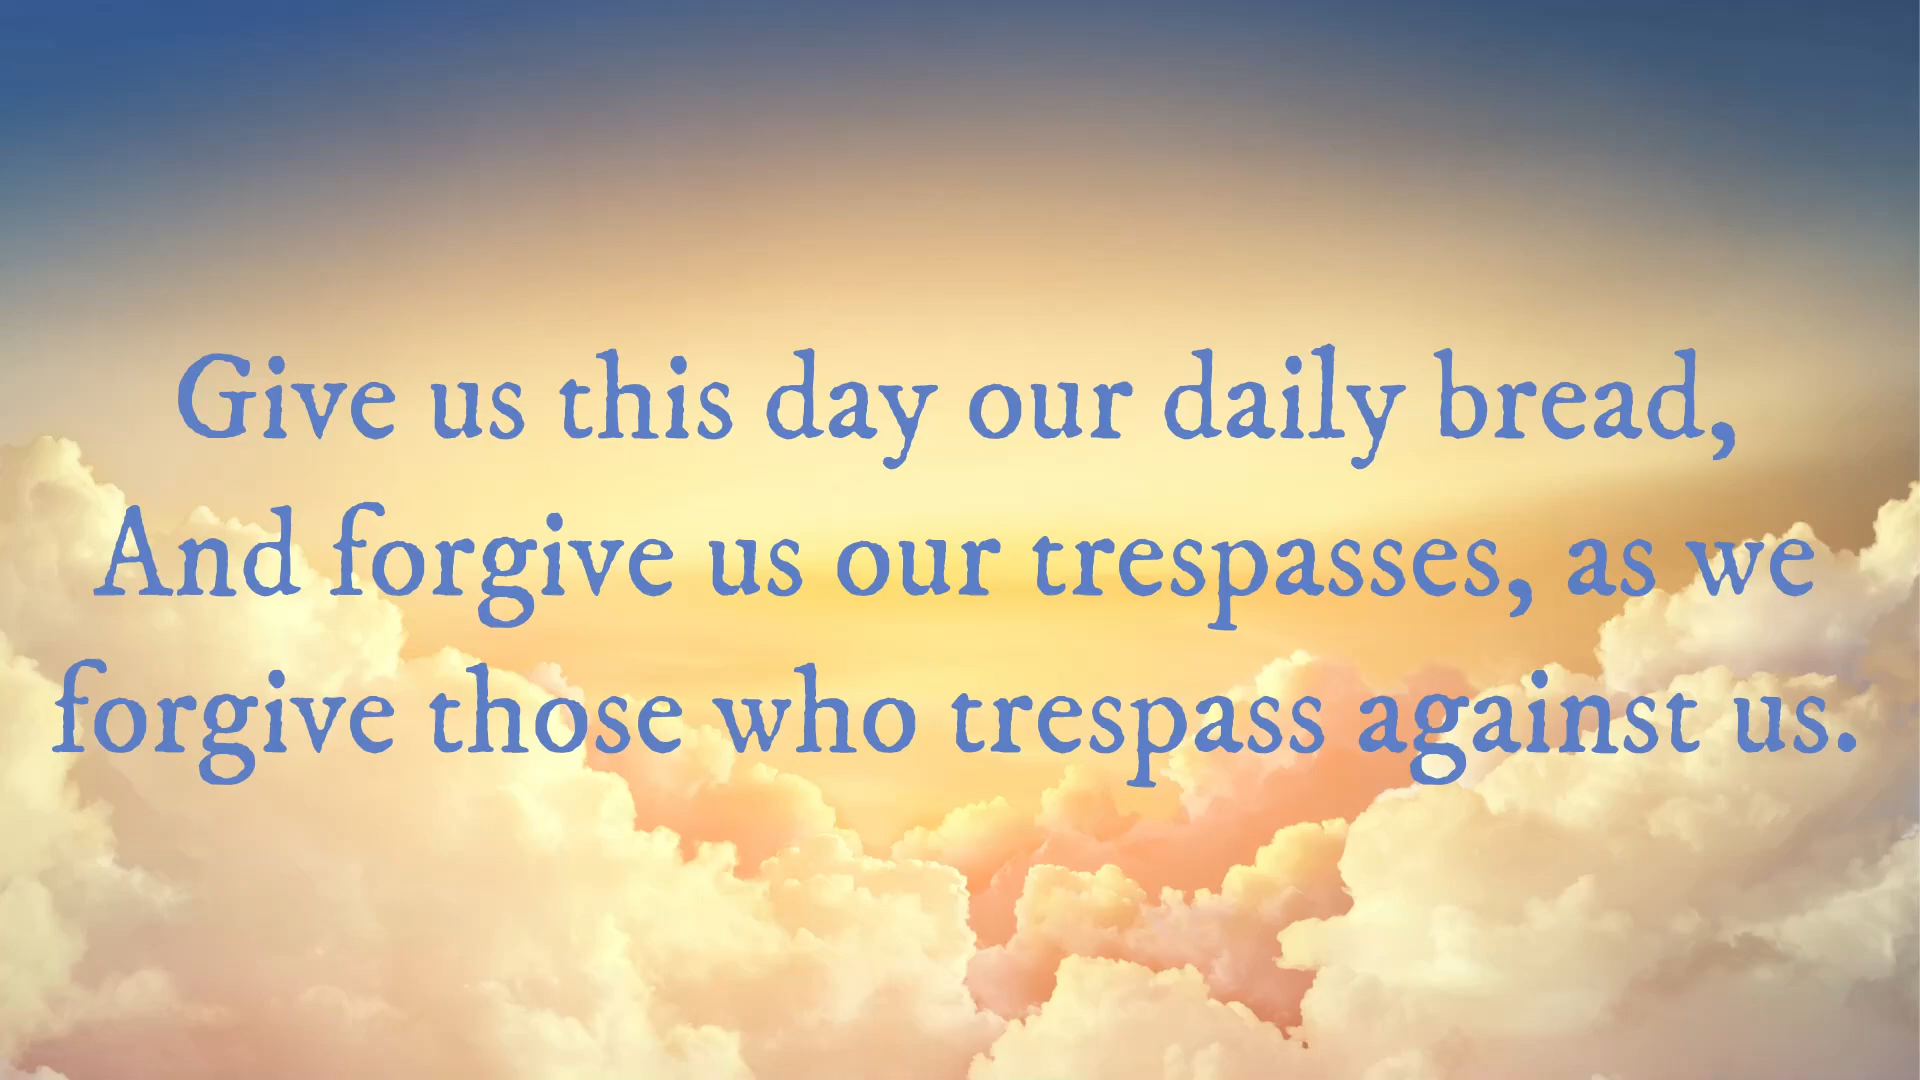 Give us this day our daily bread,
And forgive us our trespasses, as we
forgive those who trespass against us.